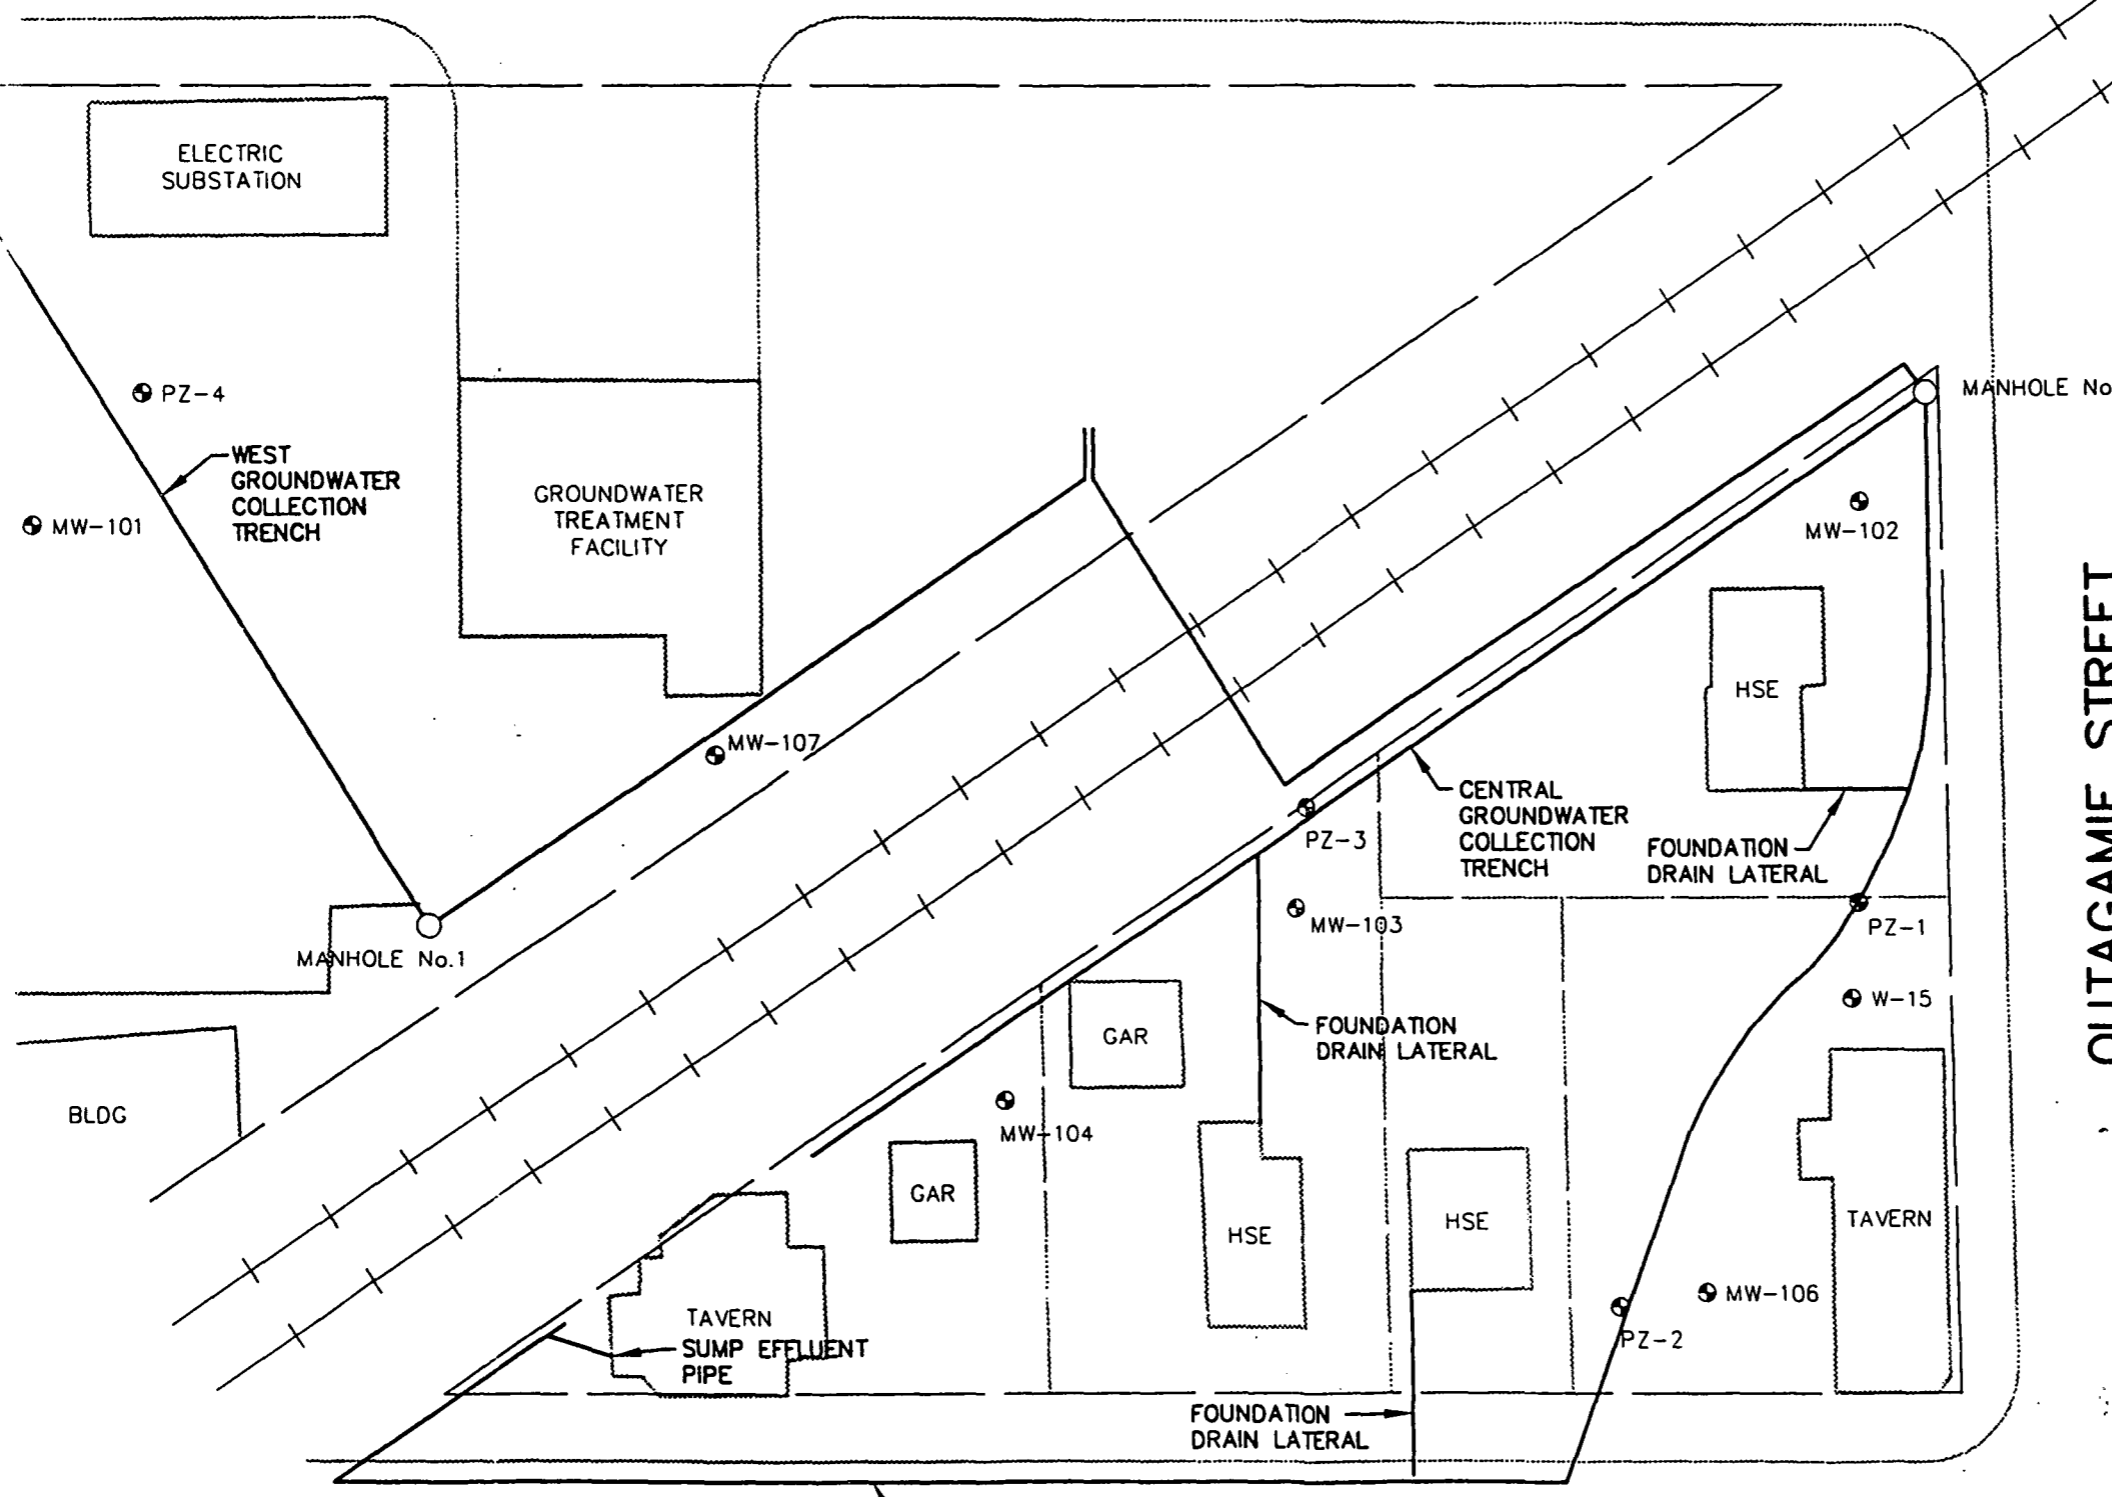 ELECTRIC
SUBSTATION
PZ-4
MANHOLE No
WEST
GROUNDWATER
COLLECTION
TRENCH
GROUNDWATER
TREATMENT
FACILITY
MW-101
MW-102
HSE
MW-107
CENTRAL
GROUNDWATER
COLLECTION
TRENCH
PZ-3
FOUNDATION
DRAIN LATERAL
OUTAGAMIE STREET
MW-103
PZ-1
MANHOLE No.1
W-15
FOUNDATION
DRAIN LATERAL
GAR
BLDG
MW-104
GAR
HSE
HSE
TAVERN
MW-106
TAVERN
SUMP EFFLUENT
PIPE
PZ-2
FOUNDATION
DRAIN LATERAL